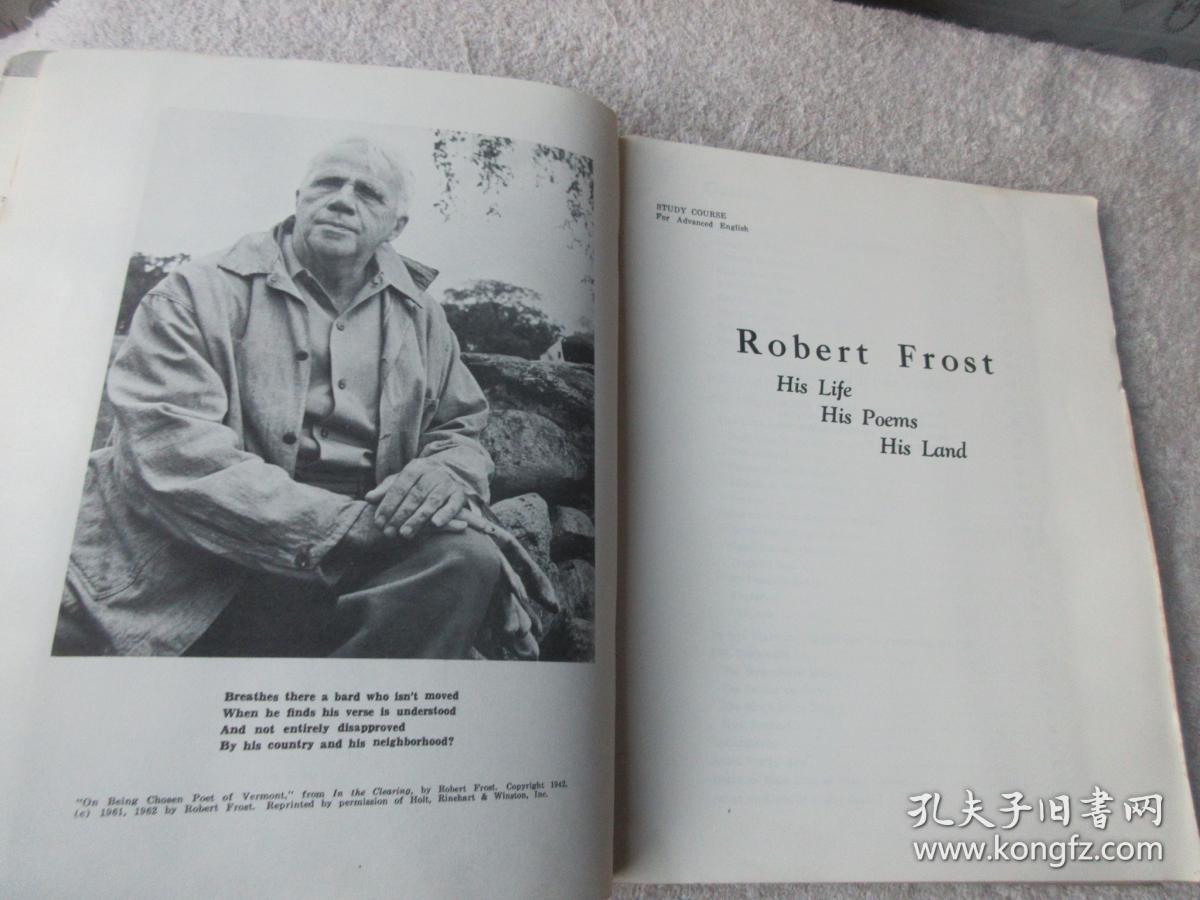 Breathes there a bard who isn't moved
When he finds his verse is understood
And not entirely disapproved
By his country and his neighborhood?
"On Being Chosen Poet of Vermont," from In the Clearing, by Robert Frost. Copyright 1942,
(c) 1961, 1962 by Robert Frost. Reprinted by permission of Holt, Rinehart & Winston, Inc.
STUDY COURSE
For Advanced English
Robert Frost
His Life
His Poems
His Land
孔夫子旧书网
www.kongfz.com